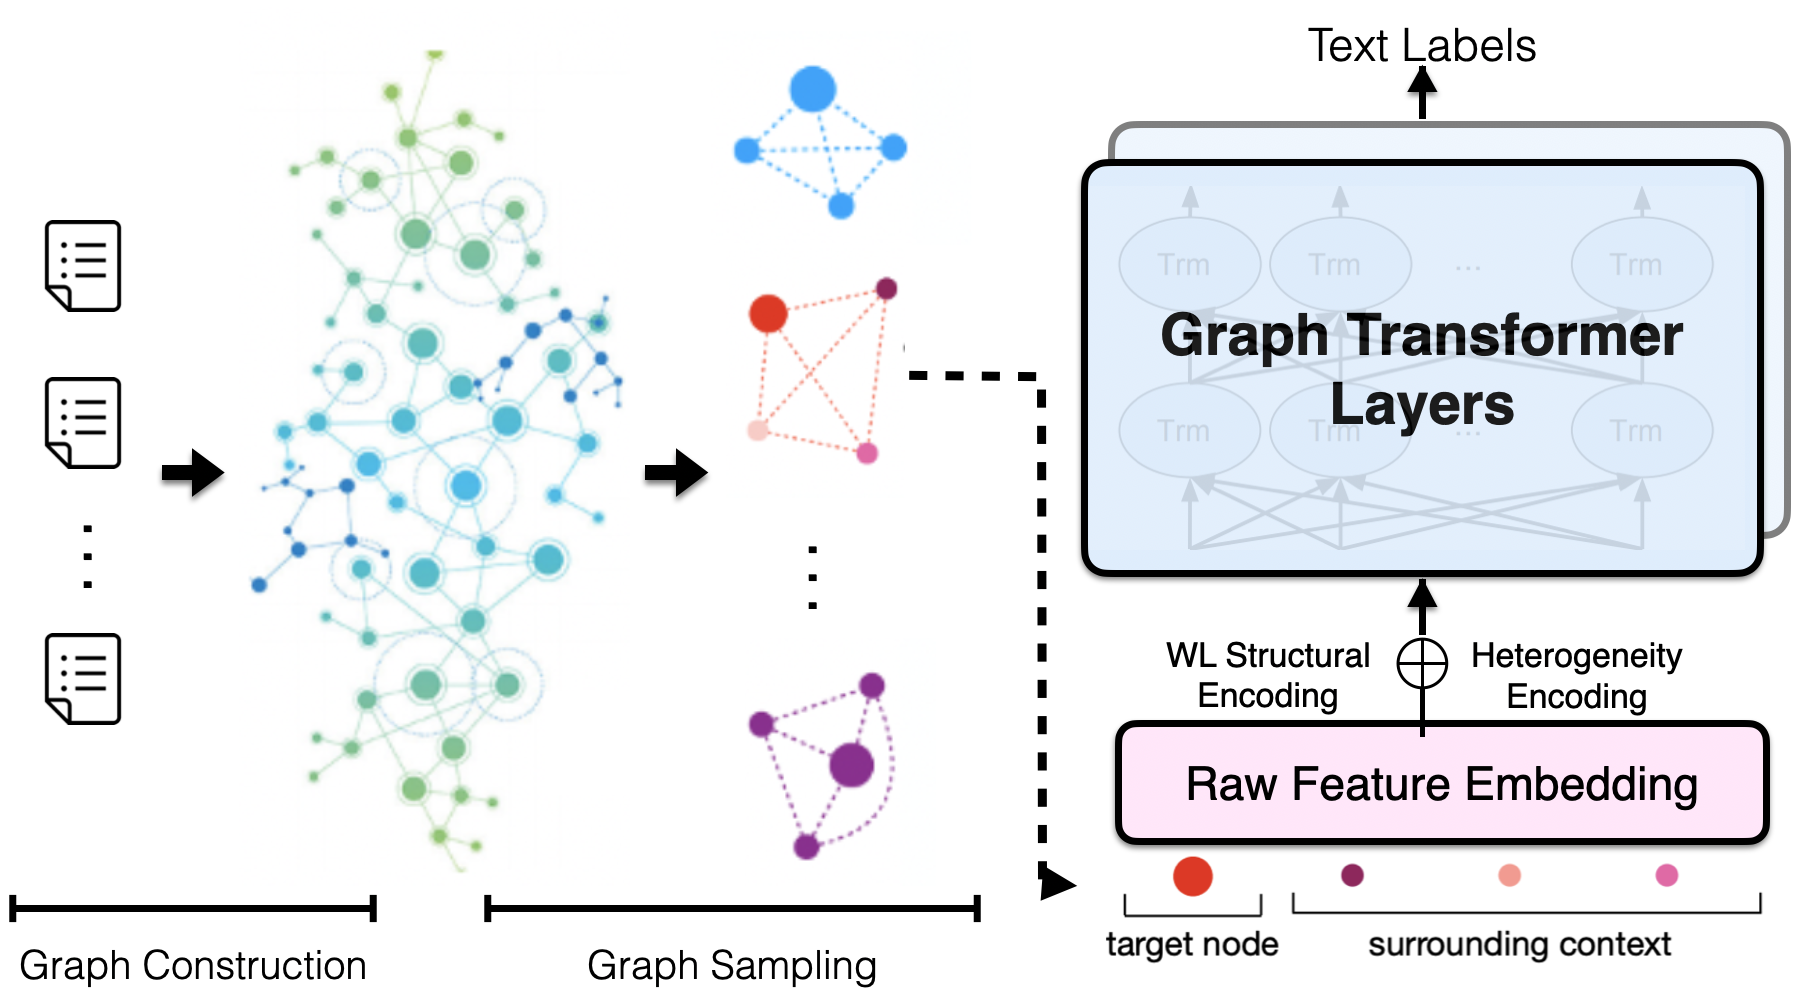 Text Labels
Trm
Trm
...
Trm
Graph Transformer
Layers
Trm
Trm
...
Trm
WL Structural
Encoding
Heterogeneity
Encoding
Raw Feature Embedding
target node
surrounding context
Graph Construction
Graph Sampling